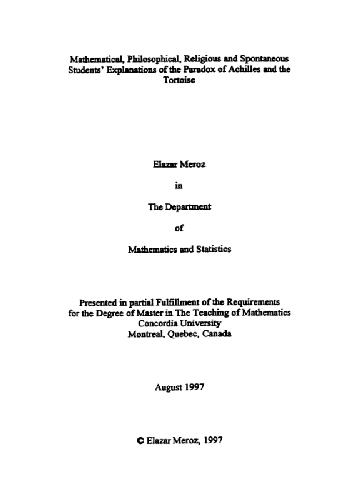 Mathematical, Philosophical, Religious and Spontaneous
Students' Explanations of the Paradox of Achilles and the
Tortoise
Elazar Meroz
in
The Department
of
Mathematics and Statistics
Presented in partial Fulfillment of the Requirements
for the Degree of Master in The Teaching of Mathematics
Concordia University
Montreal, Quebec, Canada
August 1997
© Elazar Meroz, 1997